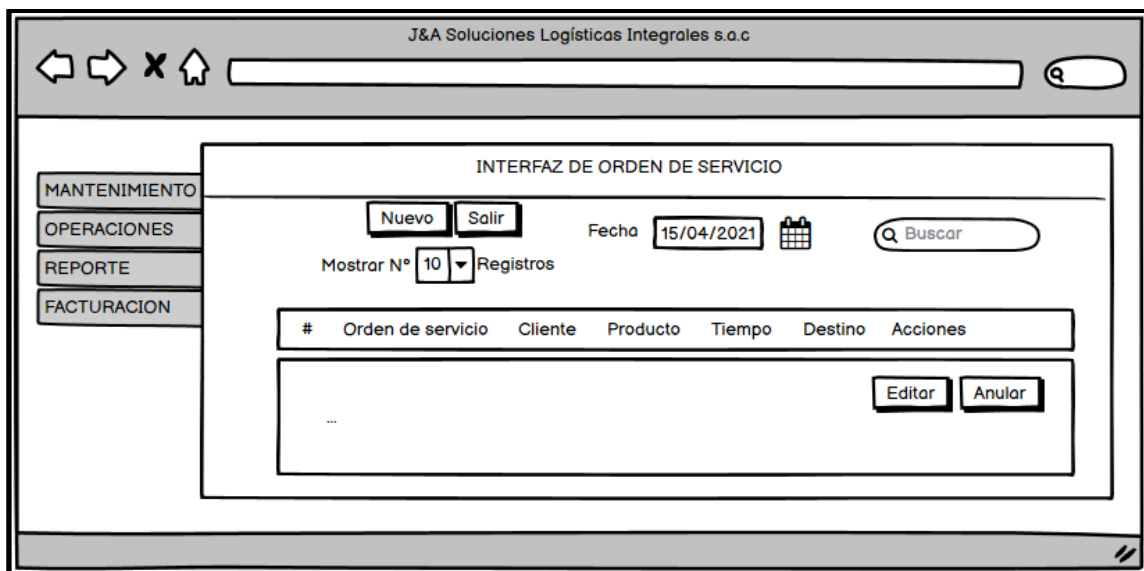 J&A Soluciones Logísticas Integrales s.a.c
INTERFAZ DE ORDEN DE SERVICIO
MANTENIMIENTO
OPERACIONES
REPORTE
FACTURACION
Nuevo Salir Fecha 15/04/2021 Buscar
Mostrar N° 10 Registros
# Orden de servicio Cliente Producto Tiempo Destino Acciones
Editar Anular
...